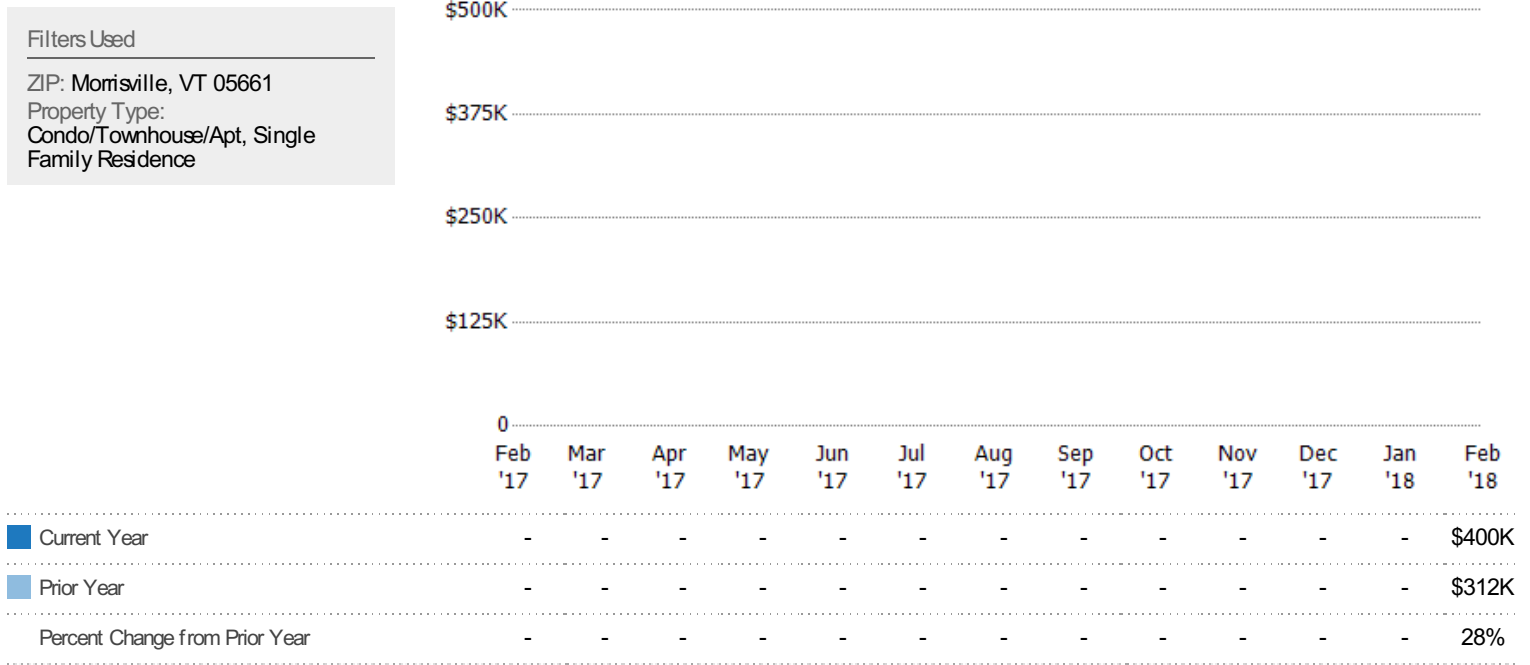 Filters Used
ZIP: Morrisville, VT 05661
Property Type:
Condo/Townhouse/Apt, Single
Family Residence
$500K
$375K
$250K
$125K
0
Feb Mar Apr May Jun Jul Aug Sep Oct Nov Dec Jan Feb
'17 '17 '17 '17 '17 '17 '17 '17 '17 '17 '17 '18 '18
Current Year - - - - - - - - - - - - $400K
Prior Year - - - - - - - - - - - - $312K
Percent Change from Prior Year - - - - - - - - - - - - 28%